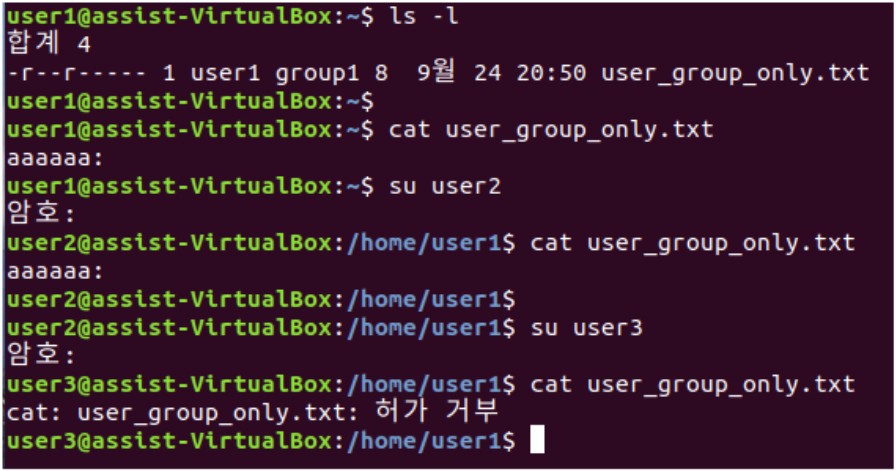 user1@assist-VirtualBox:~$ ls -l
합계 4
-r--r----- 1 user1 group1 8  9월 24 20:50 user_group_only.txt
user1@assist-VirtualBox:~$
user1@assist-VirtualBox:~$ cat user_group_only.txt
aaaaaa:
user1@assist-VirtualBox:~$ su user2
암호:
user2@assist-VirtualBox:/home/user1$ cat user_group_only.txt
aaaaaa:
user2@assist-VirtualBox:/home/user1$
user2@assist-VirtualBox:/home/user1$ su user3
암호:
user3@assist-VirtualBox:/home/user1$ cat user_group_only.txt
cat: user_group_only.txt: 허가 거부
user3@assist-VirtualBox:/home/user1$